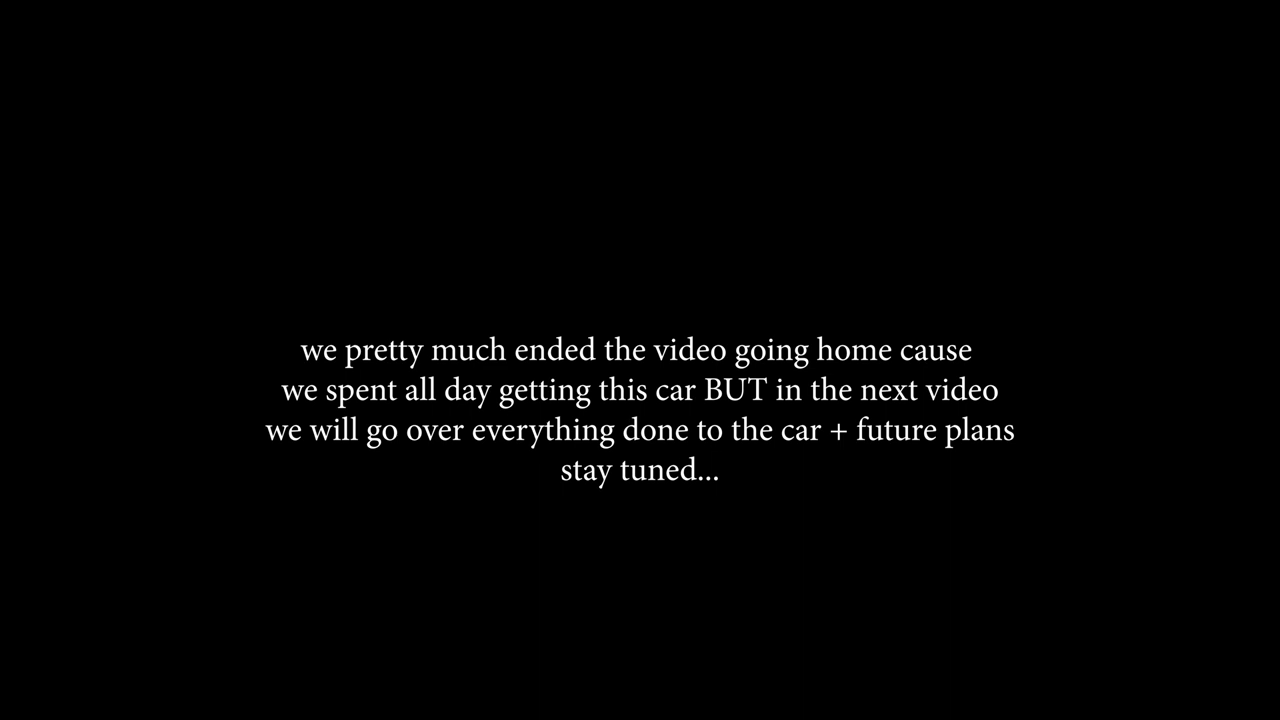 we pretty much ended the video going home cause
we spent all day getting this car BUT in the next video
we will go over everything done to the car + future plans
stay tuned...